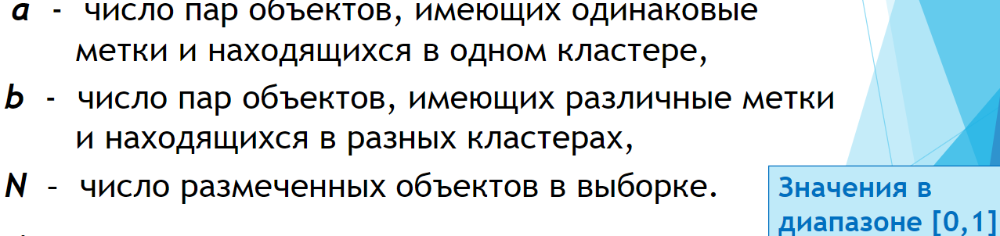 a - число пар объектов, имеющих одинаковые
метки и находящихся в одном кластере,
b - число пар объектов, имеющих различные метки
и находящихся в разных кластерах,
N – число размеченных объектов в выборке.
Значения в
диапазоне [0,1]